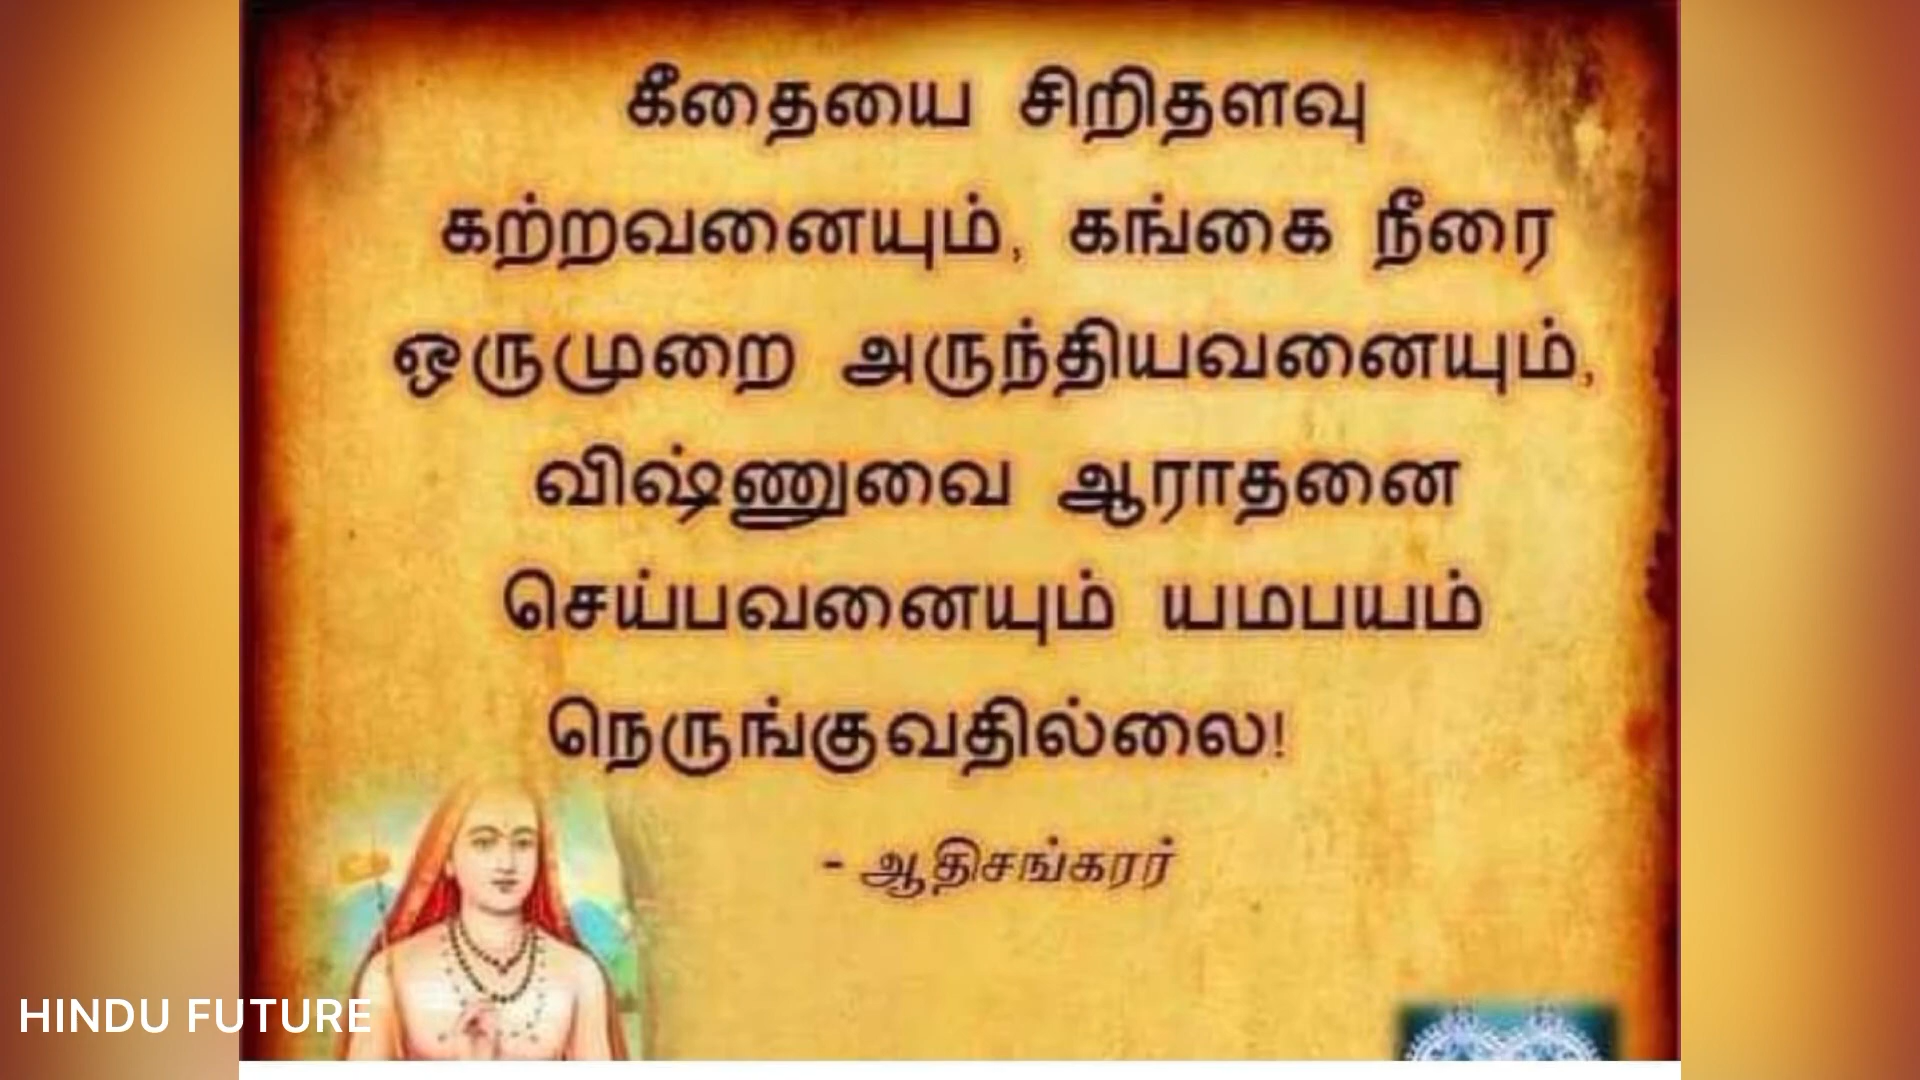 கீதையை சிறிதளவு
கற்றவனையும், கங்கை நீரை
ஒருமுறை அருந்தியவனையும்,
விஷ்ணுவை ஆராதனை
செய்பவனையும் யமபயம்
நெருங்குவதில்லை!
- ஆதிசங்கரர்
HINDU FUTURE